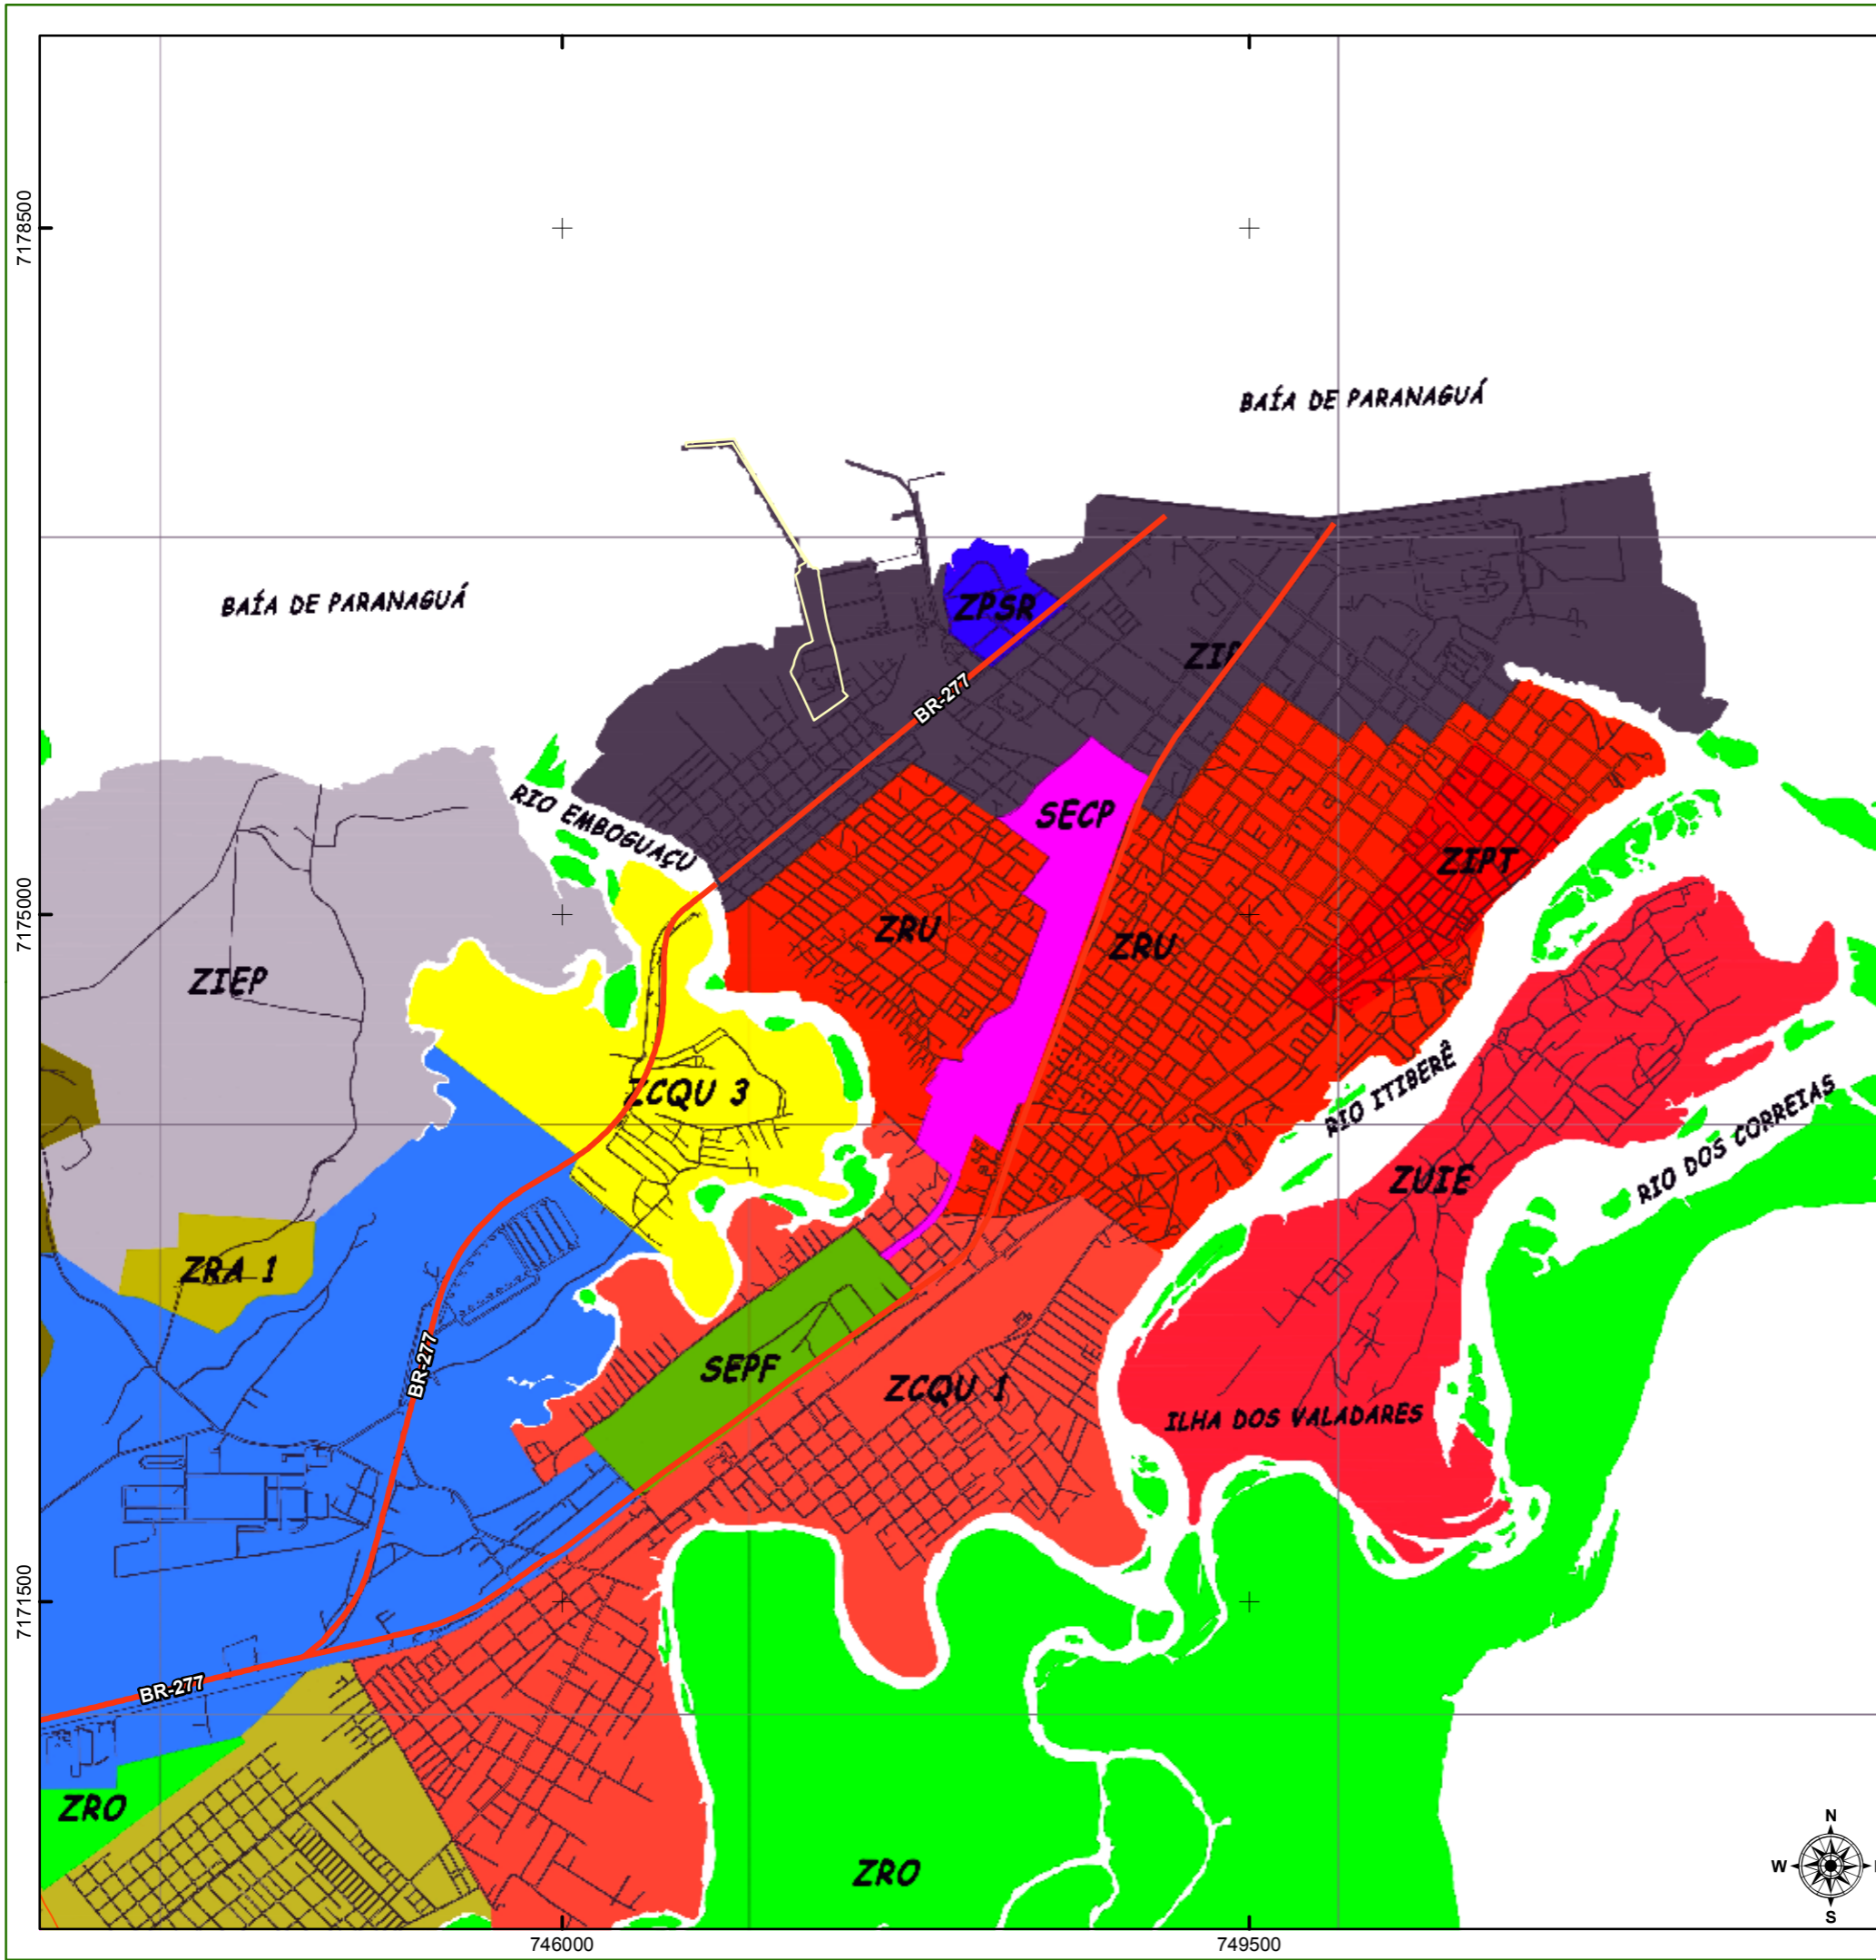 7178500
BAÍA DE PARANAGUÁ
BAÍA DE PARANAGUÁ
ZPSR
BR-277
RIO EMBOGUAÇU
SECP
ZIPT
7175000
ZRU
ZRU
ZIEP
ZCQU 3
RIO ITIBERÊ
RIO DOS CORREIAS
ZUIE
ZRA 1
BR-277
SEPF
ZCQU 1
ILHA DOS VALADARES
7171500
BR-277
ZRO
ZRO
N
W
S
746000
749500